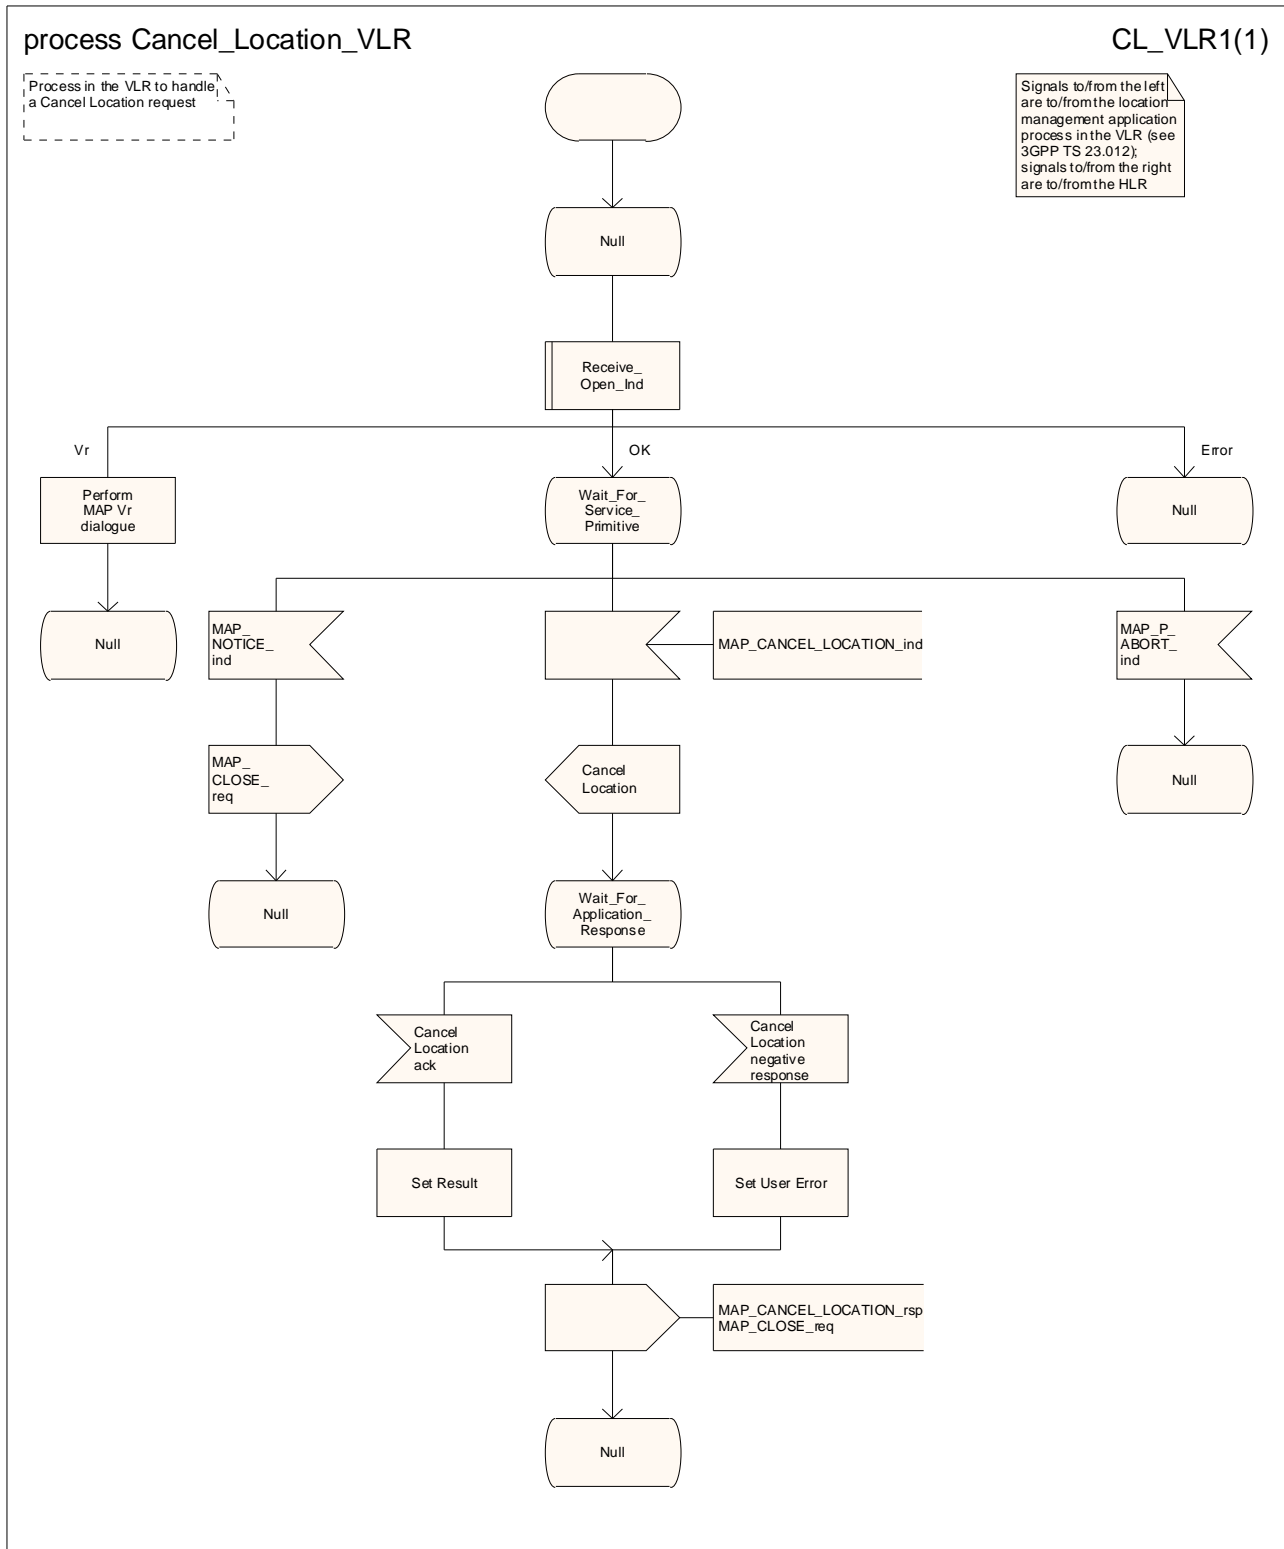 process Cancel_Location_VLR
CL_VLR1(1)
Process in the VLR to handle
a Cancel Location request
Signals to/from the left
are to/from the location
management application
process in the VLR (see
3GPP TS 23.012);
signals to/from the right
are to/from the HLR
Null
Receive_
Open_Ind
Vr
OK
Error
Perform
MAP Vr
dialogue
Wait_For_
Service_
Primitive
Null
Null
MAP_
NOTICE_
ind
MAP_CANCEL_LOCATION_ind
MAP_P_
ABORT_
ind
MAP_
CLOSE_
req
Cancel
Location
Null
Null
Wait_For_
Application_
Response
Cancel
Location
ack
Cancel
Location
negative
response
Set Result
Set User Error
MAP_CANCEL_LOCATION_rsp
MAP_CLOSE_req
Null